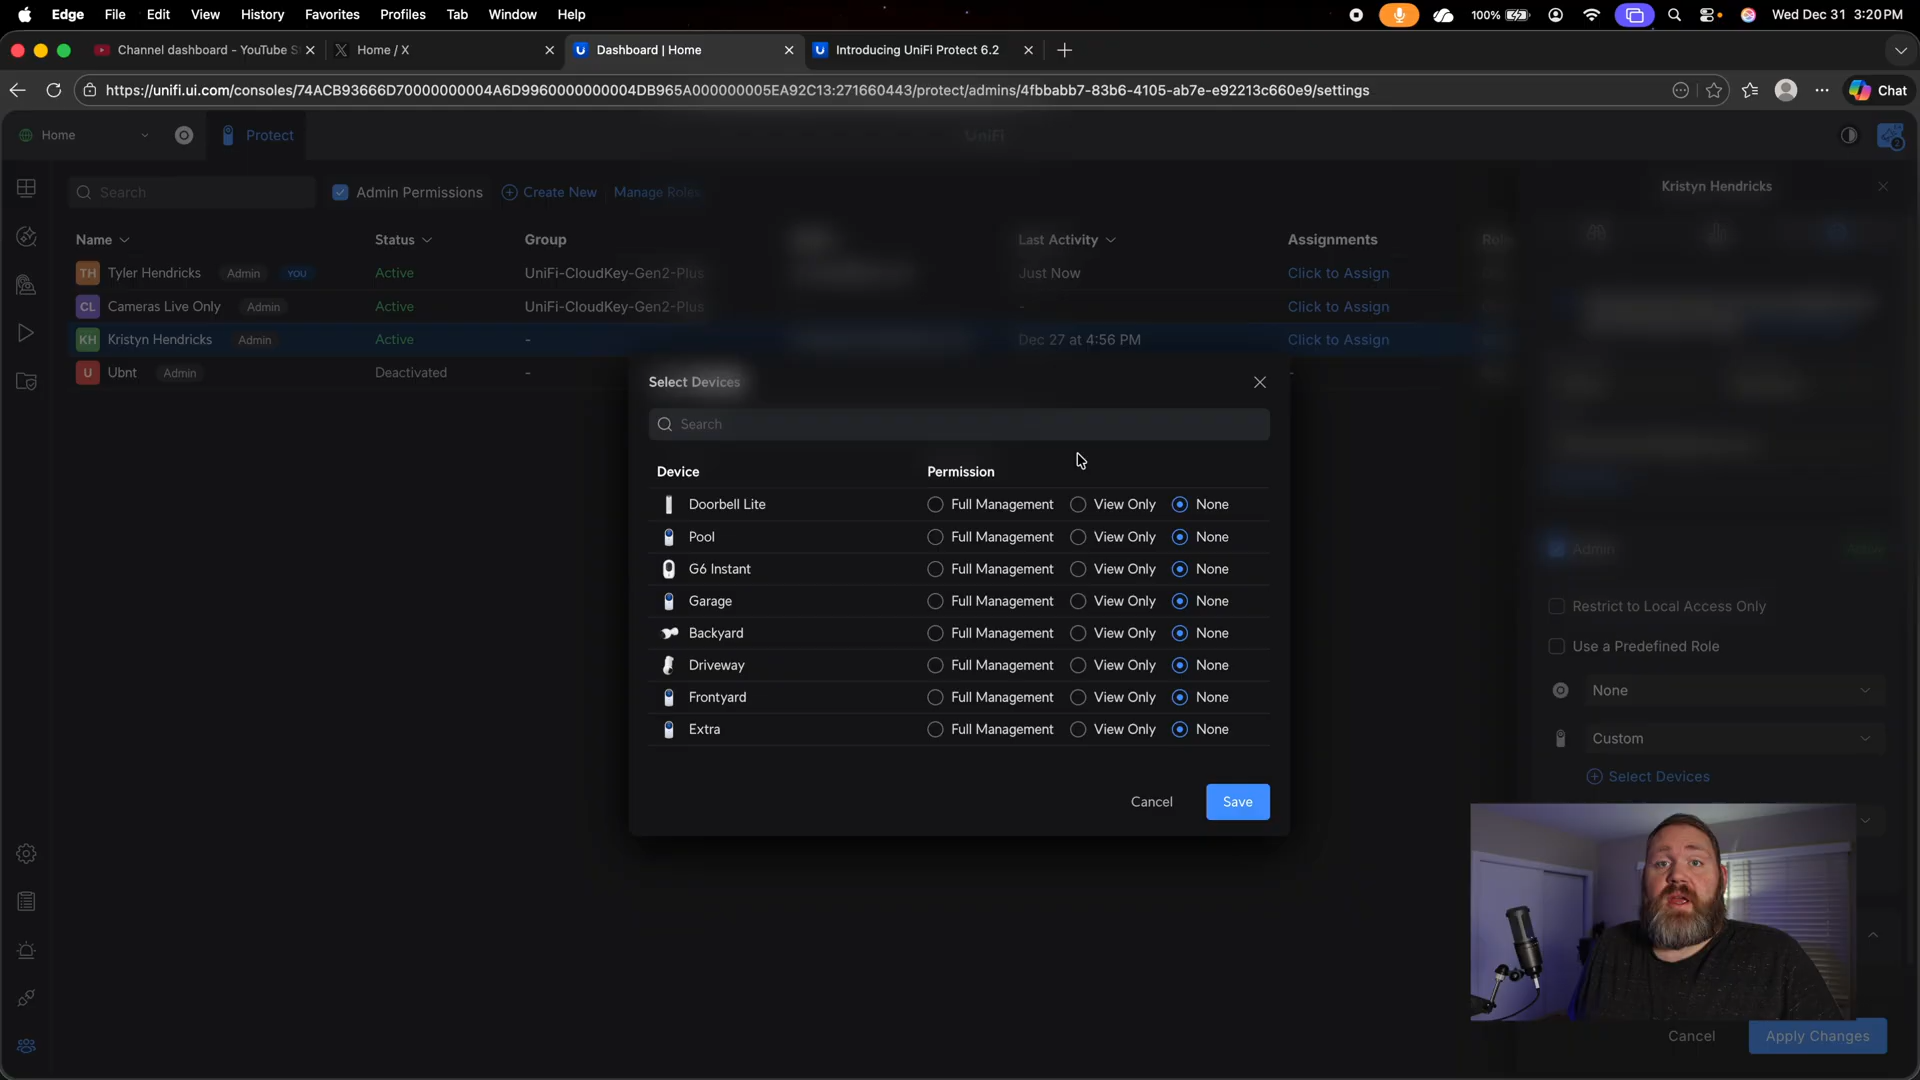 Edge File Edit View History Favorites Profiles Tab Window Help 100% Wed Dec 31 3:20 PM
Channel dashboard - YouTube S Home / X Dashboard | Home Introducing UniFi Protect 6.2
https://unifi.ui.com/consoles/74ACB93666D70000000004A6D9960000000004DB965A000000005EA92C13:271660443/protect/admins/4fbbabb7-83b6-4105-ab7e-e92213c660e9/settings Chat
Home Protect UniFi 2
Search Admin Permissions Create New Manage Roles Kristyn Hendricks
Name Status Group Last Activity Assignments
TH Tyler Hendricks Admin YOU Active UniFi-CloudKey-Gen2-Plus Just Now Click to Assign
CL Cameras Live Only Admin Active UniFi-CloudKey-Gen2-Plus - Click to Assign
KH Kristyn Hendricks Admin Active - Dec 27 at 4:56 PM Click to Assign
U Ubnt Admin Deactivated - -
Select Devices
Search
Device Permission
Doorbell Lite Full Management View Only None
Pool Full Management View Only None
G6 Instant Full Management View Only None
Garage Full Management View Only None
Backyard Full Management View Only None
Driveway Full Management View Only None
Frontyard Full Management View Only None
Extra Full Management View Only None
Cancel Save
Admin Active
Restrict to Local Access Only
Use a Predefined Role
None
Custom
Select Devices
Cancel Apply Changes